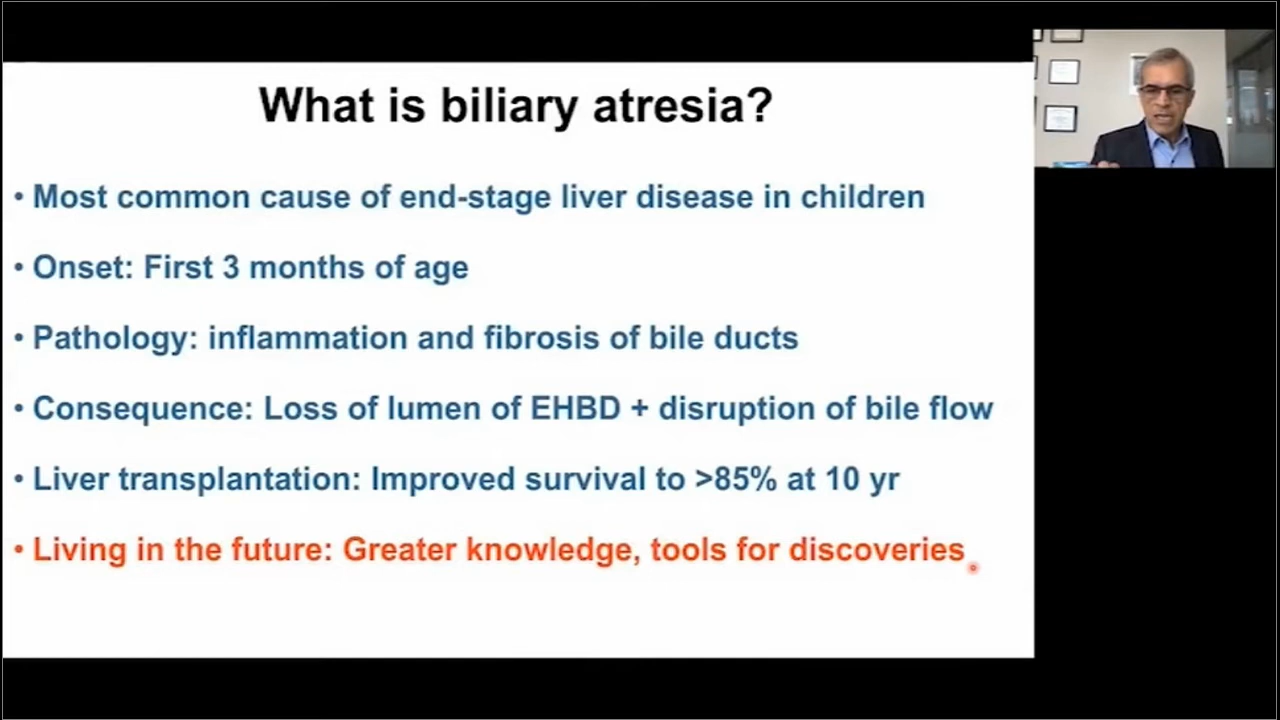 What is biliary atresia?
• Most common cause of end-stage liver disease in children
• Onset: First 3 months of age
• Pathology: inflammation and fibrosis of bile ducts
• Consequence: Loss of lumen of EHBD + disruption of bile flow
• Liver transplantation: Improved survival to >85% at 10 yr
• Living in the future: Greater knowledge, tools for discoveries